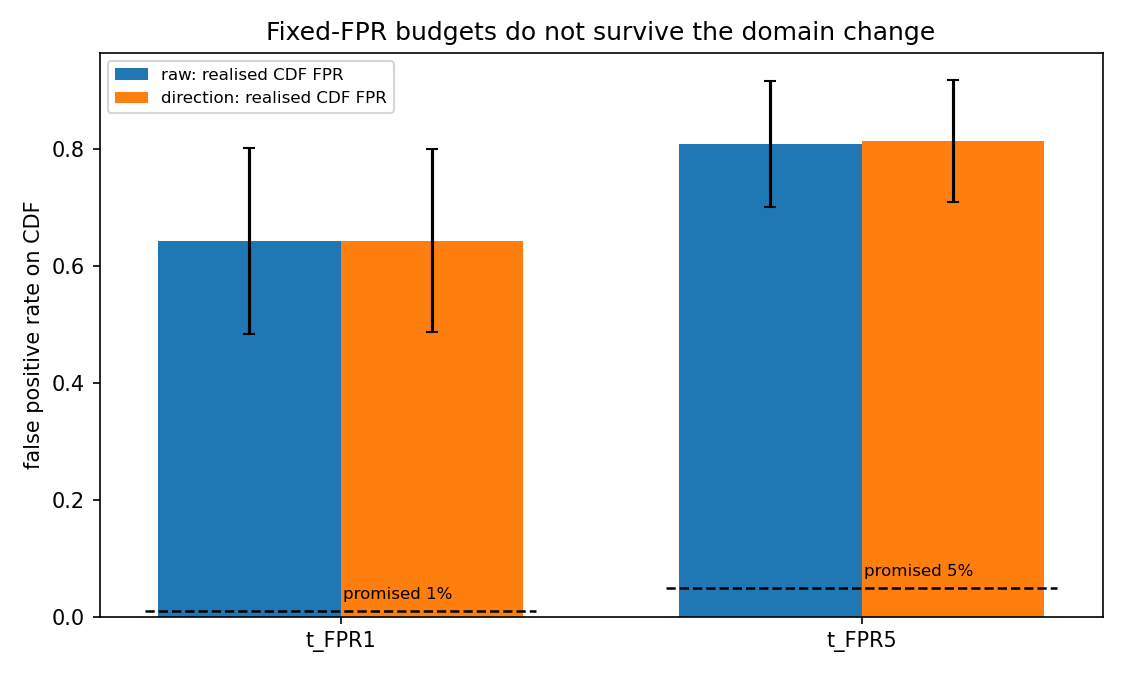 Fixed-FPR budgets do not survive the domain change
raw: realised CDF FPR
direction: realised CDF FPR
false positive rate on CDF
0.8
0.6
0.4
0.2
0.0
promised 1%
promised 5%
t_FPR1
t_FPR5